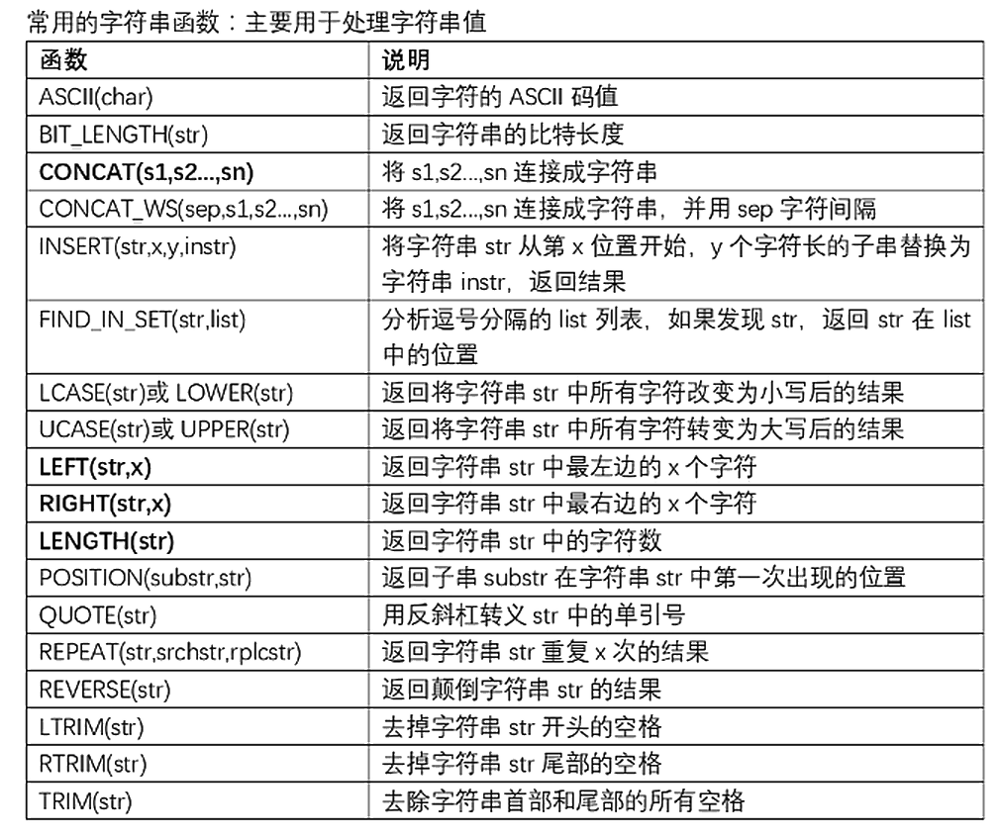 常用的字符串函数：主要用于处理字符串值
函数 说明
ASCII(char) 返回字符的 ASCII 码值
BIT_LENGTH(str) 返回字符串的比特长度
CONCAT(s1,s2...,sn) 将 s1,s2...,sn 连接成字符串
CONCAT_WS(sep,s1,s2...,sn) 将 s1,s2...,sn 连接成字符串，并用 sep 字符间隔
INSERT(str,x,y,instr) 将字符串 str 从第 x 位置开始，y 个字符长的子串替换为
字符串 instr，返回结果
FIND_IN_SET(str,list) 分析逗号分隔的 list 列表，如果发现 str，返回 str 在 list
中的位置
LCASE(str)或 LOWER(str) 返回将字符串 str 中所有字符改变为小写后的结果
UCASE(str)或 UPPER(str) 返回将字符串 str 中所有字符转变为大写后的结果
LEFT(str,x) 返回字符串 str 中最左边的 x 个字符
RIGHT(str,x) 返回字符串 str 中最右边的 x 个字符
LENGTH(str) 返回字符串 str 中的字符数
POSITION(substr,str) 返回子串 substr 在字符串 str 中第一次出现的位置
QUOTE(str) 用反斜杠转义 str 中的单引号
REPEAT(str,srchstr,rplcstr) 返回字符串 str 重复 x 次的结果
REVERSE(str) 返回颠倒字符串 str 的结果
LTRIM(str) 去掉字符串 str 开头的空格
RTRIM(str) 去掉字符串 str 尾部的空格
TRIM(str) 去除字符串首部和尾部的所有空格